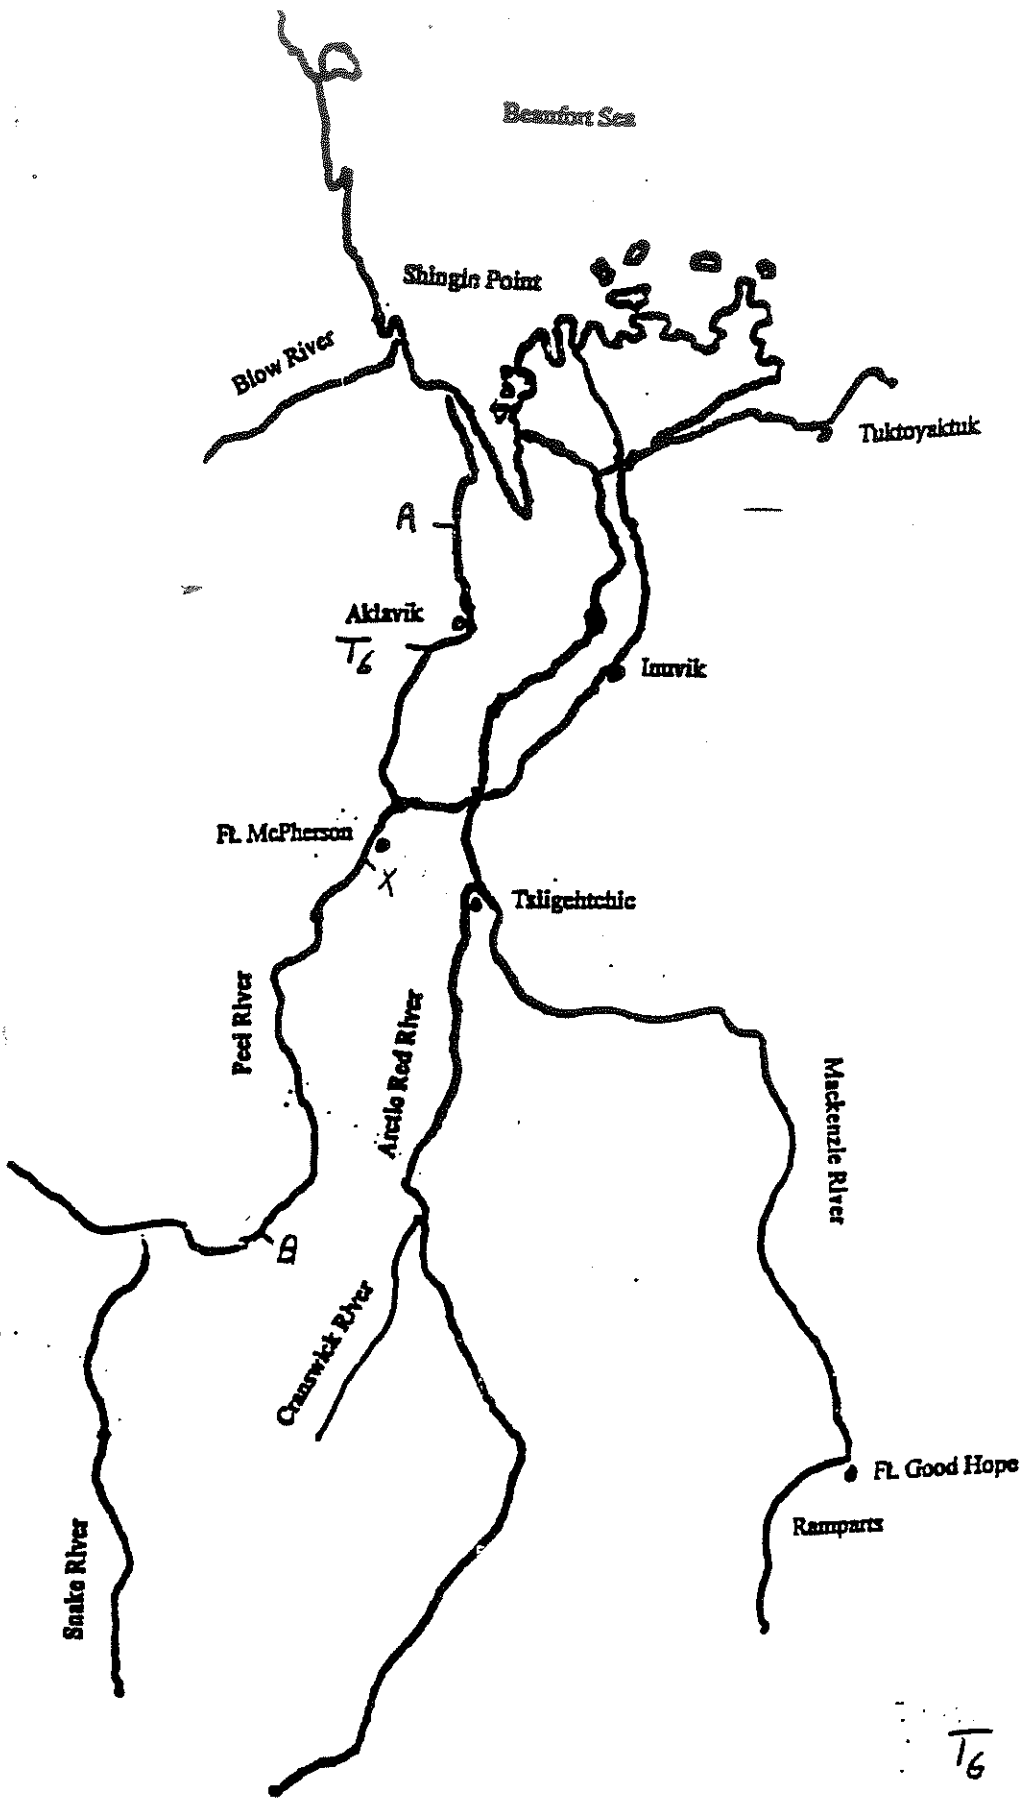 Beaufort Sea
Shingle Point
Blow River
Tuktoyaktuk
A
Aklavik
T6
Inuvik
Ft. McPherson
X
Tsiigehtchic
Peel River
Arctic Red River
Mackenzie River
B
Cranswick River
Ft. Good Hope
Ramparts
Snake River
T6